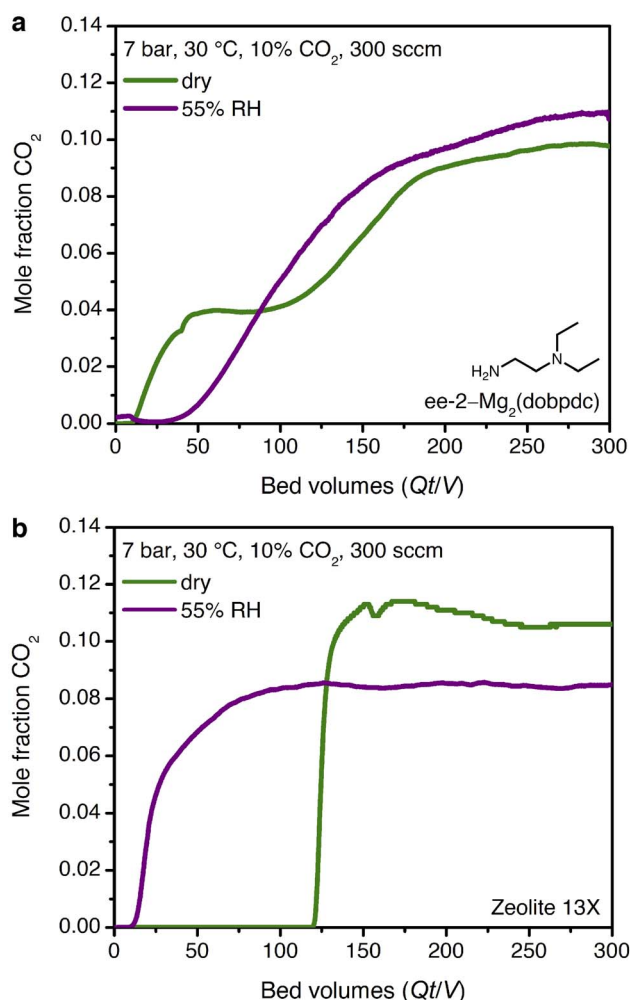 a
7 bar, 30 °C, 10% CO₂, 300 sccm
dry
55% RH
Mole fraction CO₂
0.14
0.12
0.10
0.08
0.06
0.04
0.02
0.00
H₂N
N
ee-2–Mg₂(dobpdc)
0 50 100 150 200 250 300
Bed volumes (Qt/V)
b
7 bar, 30 °C, 10% CO₂, 300 sccm
dry
55% RH
Mole fraction CO₂
0.14
0.12
0.10
0.08
0.06
0.04
0.02
0.00
Zeolite 13X
0 50 100 150 200 250 300
Bed volumes (Qt/V)